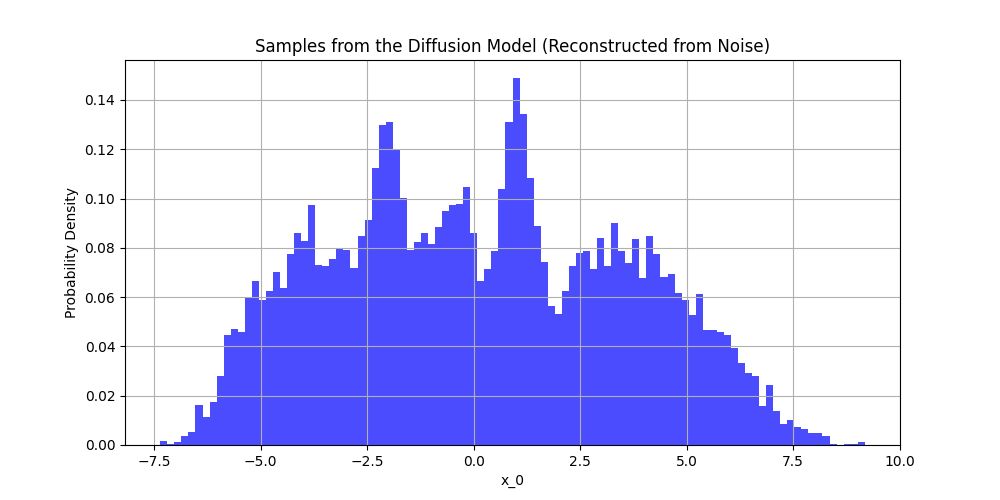 Samples from the Diffusion Model (Reconstructed from Noise)
Probability Density
0.14
0.12
0.10
0.08
0.06
0.04
0.02
0.00
−7.5 −5.0 −2.5 0.0 2.5 5.0 7.5 10.0
x_0